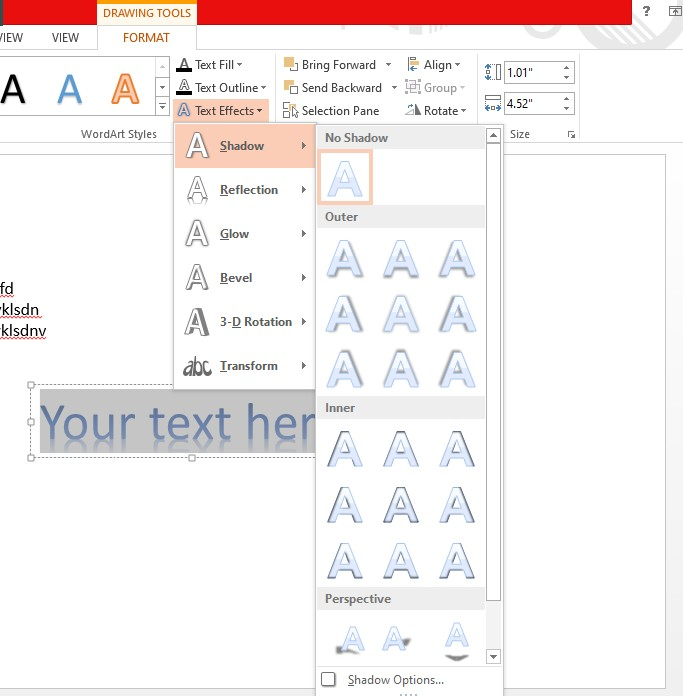 DRAWING TOOLS
?
VIEW VIEW FORMAT
A A A
A Text Fill
A Text Outline
A Text Effects
WordArt Styles
Bring Forward
Send Backward
Selection Pane
Align
Group
Rotate
1.01"
4.52"
Size
A Shadow
A Reflection
A Glow
A Bevel
A 3-D Rotation
abc Transform
No Shadow
A
Outer
A A A
A A A
A A A
Inner
A A A
A A A
A A A
Perspective
A A A
Shadow Options...
fd
klsdn
klsdnv
Your text her